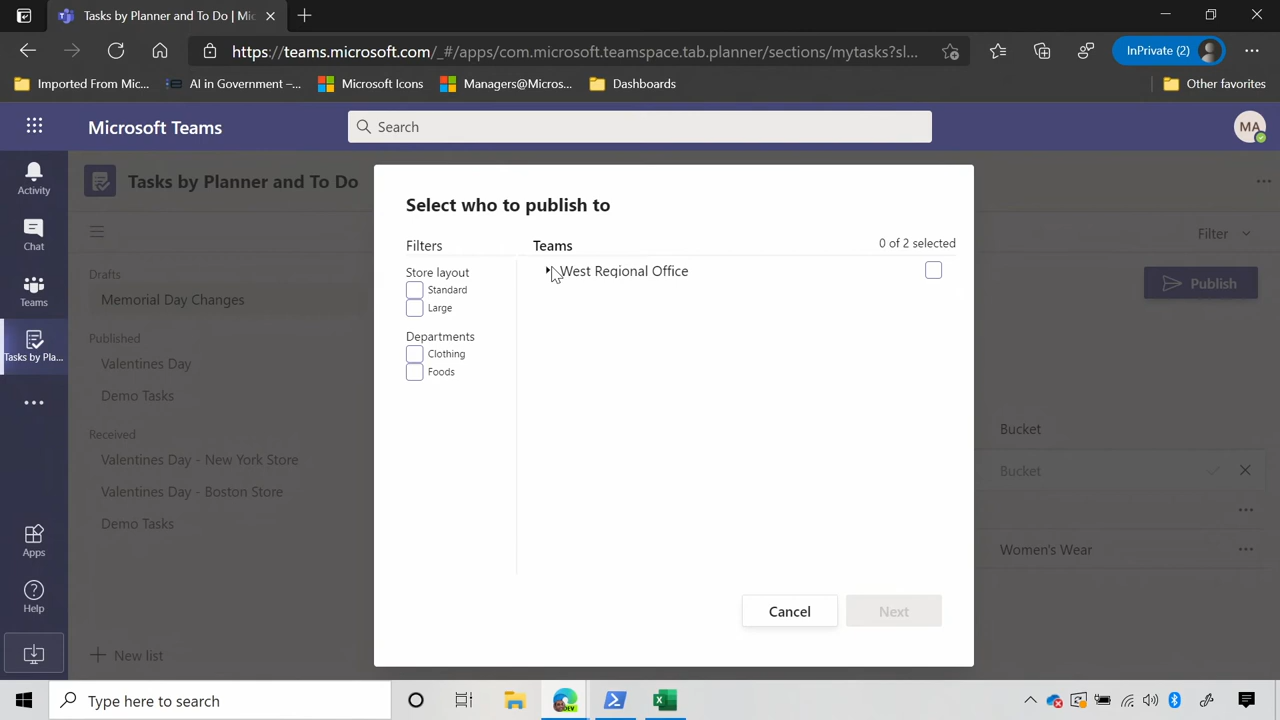 Tasks by Planner and To Do | Mic
https://teams.microsoft.com/_#/apps/com.microsoft.teamspace.tab.planner/sections/mytasks?sl...
InPrivate (2)
Imported From Mic...
AI in Government –...
Microsoft Icons
Managers@Micros...
Dashboards
Other favorites
Microsoft Teams
Search
MA
Activity
Chat
Teams
Tasks by Pla...
Apps
Help
Tasks by Planner and To Do
Filter
Drafts
Memorial Day Changes
Publish
Published
Valentines Day
Demo Tasks
Received
Valentines Day - New York Store
Valentines Day - Boston Store
Demo Tasks
New list
Bucket
Bucket
Women's Wear
Select who to publish to
Filters
Teams
0 of 2 selected
Store layout
Standard
Large
Departments
Clothing
Foods
West Regional Office
Cancel
Next
Type here to search
DEV